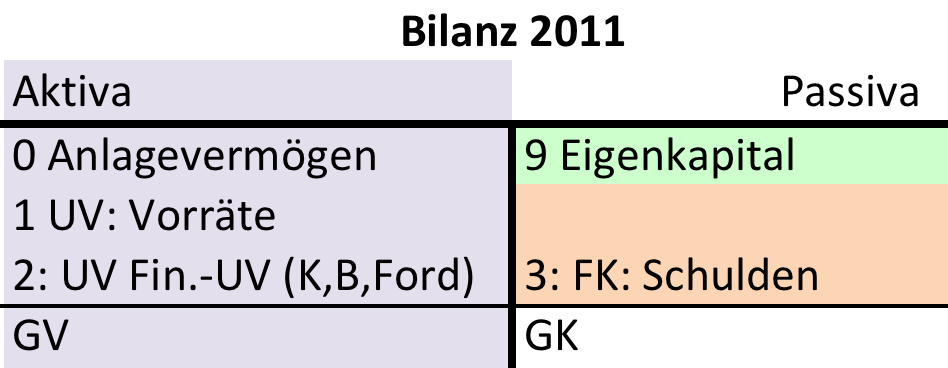 Bilanz 2011
Aktiva Passiva
0 Anlagevermögen 9 Eigenkapital
1 UV: Vorräte
2: UV Fin.-UV (K,B,Ford) 3: FK: Schulden
GV GK